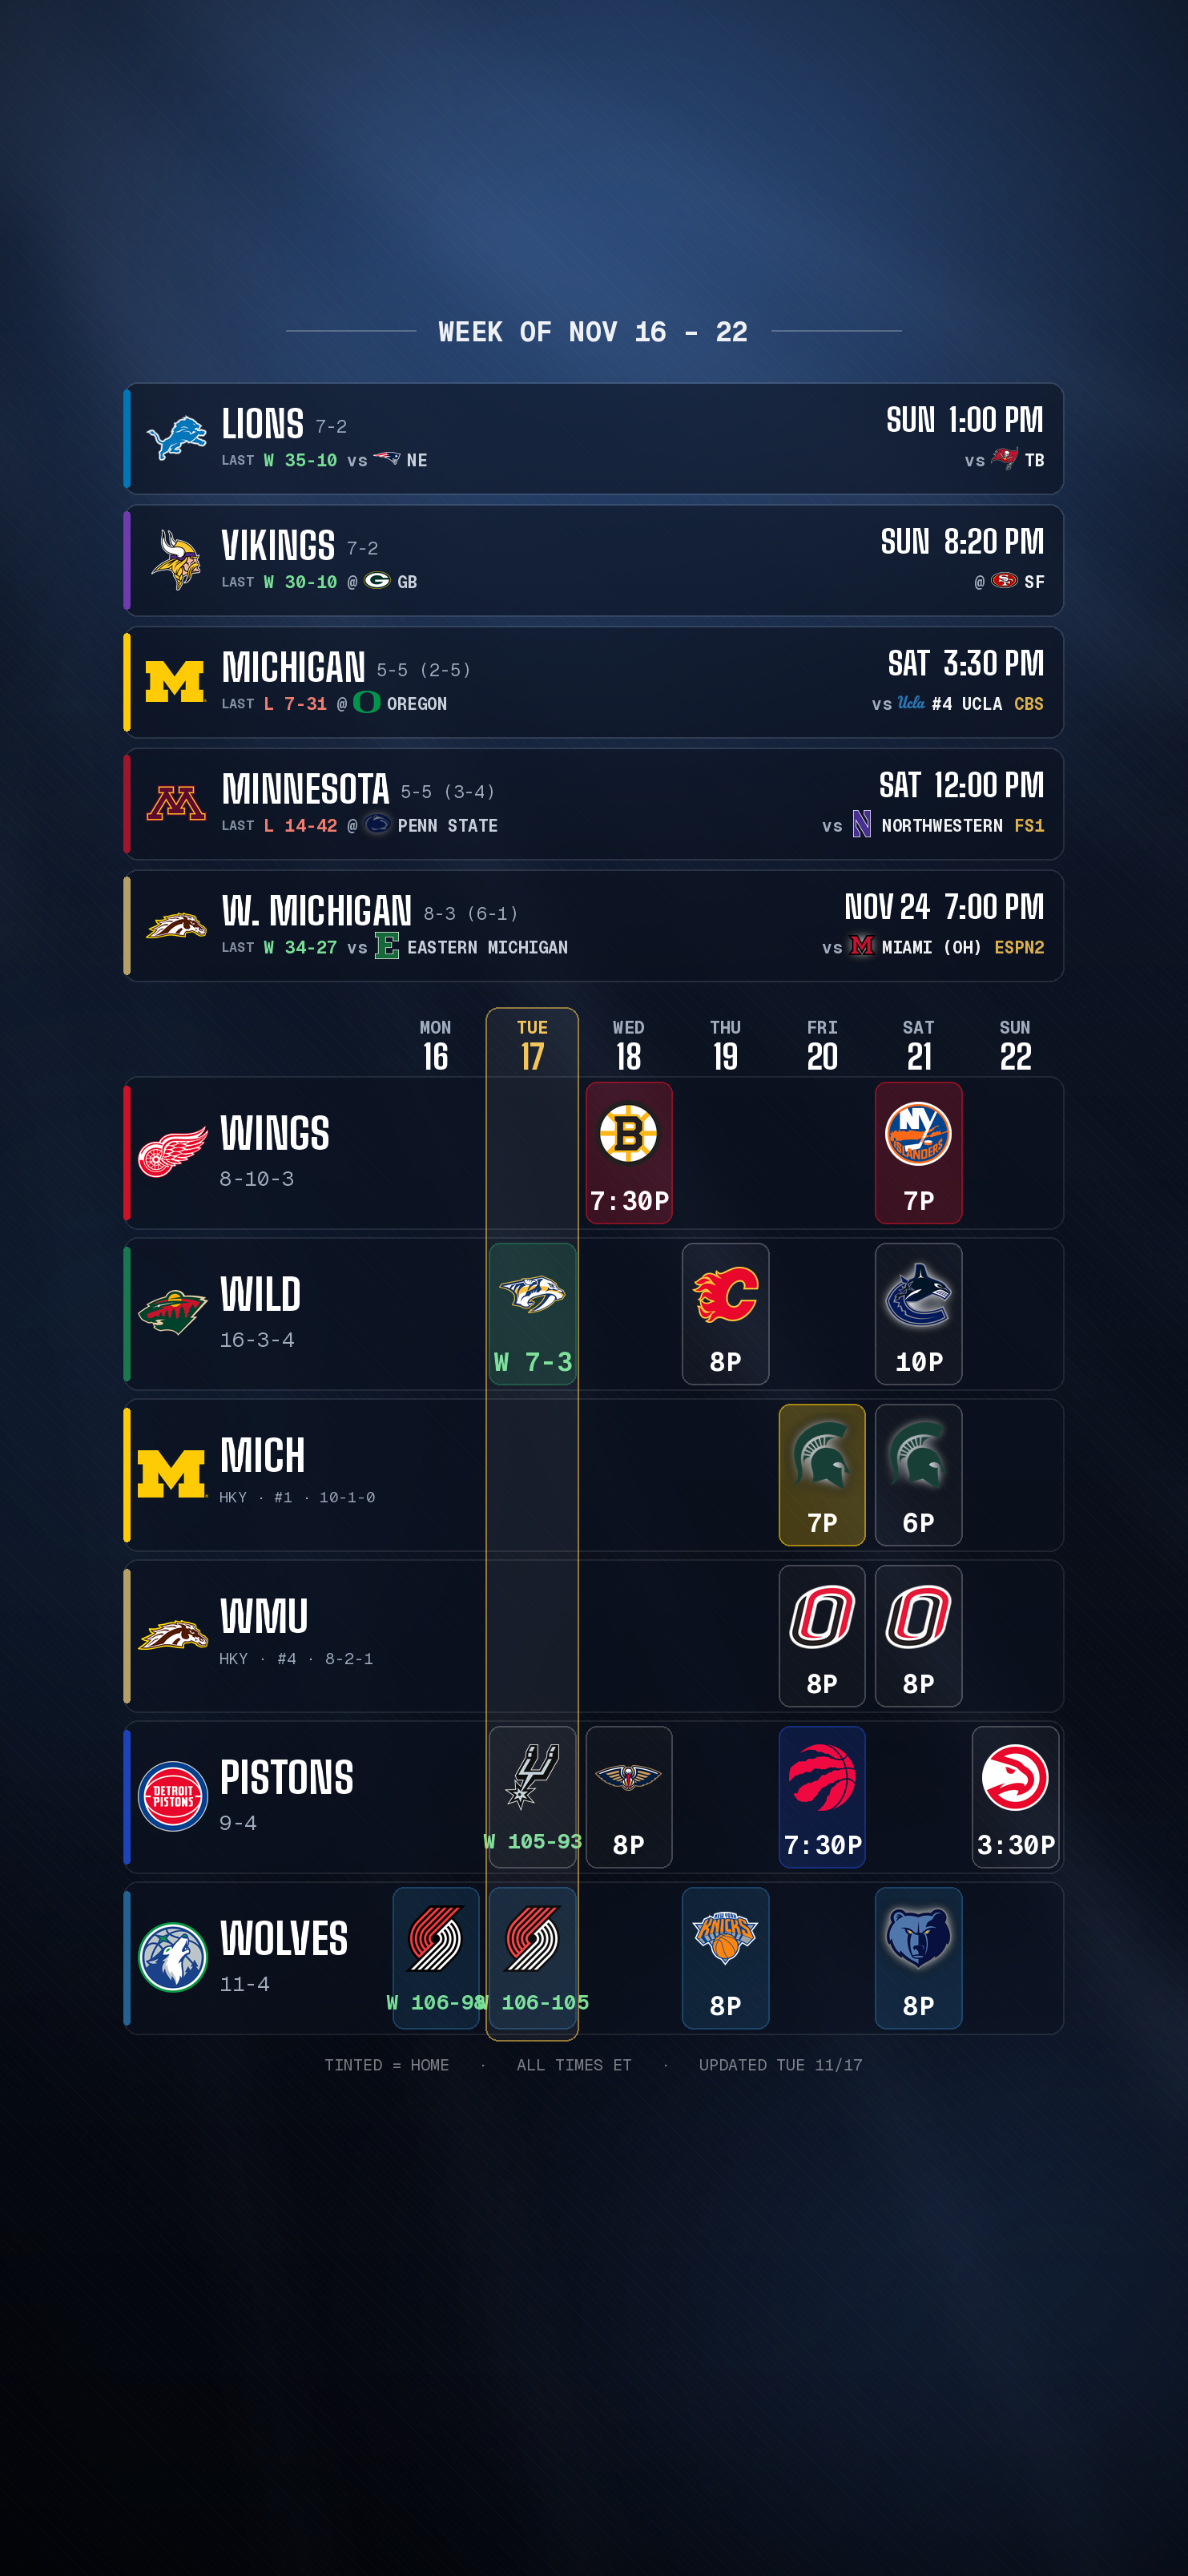 WEEK OF NOV 16 – 22
LIONS 7-2
SUN 1:00 PM
LAST W 35-10 vs NE
vs TB
VIKINGS 7-2
SUN 8:20 PM
LAST W 30-10 @ GB
@ SF
MICHIGAN 5-5 (2-5)
SAT 3:30 PM
LAST L 7-31 @ OREGON
vs Ucla #4 UCLA CBS
MINNESOTA 5-5 (3-4)
SAT 12:00 PM
LAST L 14-42 @ PENN STATE
vs NORTHWESTERN FS1
W. MICHIGAN 8-3 (6-1)
NOV 24 7:00 PM
LAST W 34-27 vs EASTERN MICHIGAN
vs MIAMI (OH) ESPN2
MON TUE WED THU FRI SAT SUN
16 17 18 19 20 21 22
WINGS
8-10-3
B
NY ISLANDERS
7:30P 7P
WILD
16-3-4
W 7-3 8P 10P
MICH
HKY · #1 · 10-1-0
7P 6P
WMU
HKY · #4 · 8-2-1
8P 8P
DETROIT PISTONS
PISTONS
9-4
W 105-93 8P 7:30P 3:30P
WOLVES
11-4
NEW YORK KNICKS
W 106-98 W 106-105 8P 8P
TINTED = HOME · ALL TIMES ET · UPDATED TUE 11/17